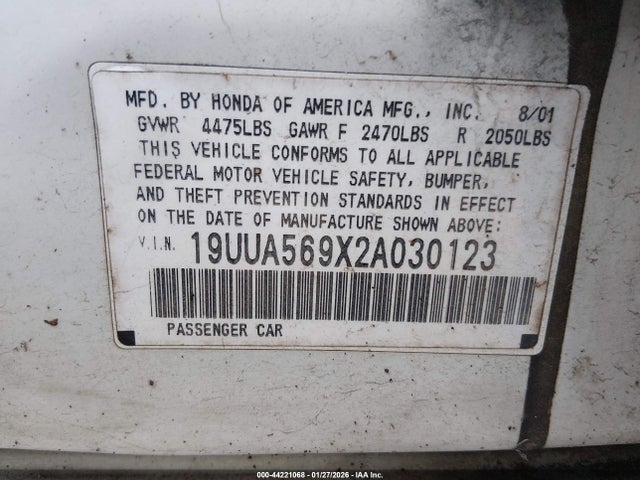 MFD. BY HONDA OF AMERICA MFG., INC. 8/01
GVWR 4475LBS GAWR F 2470LBS R 2050LBS
THIS VEHICLE CONFORMS TO ALL APPLICABLE
FEDERAL MOTOR VEHICLE SAFETY, BUMPER,
AND THEFT PREVENTION STANDARDS IN EFFECT
ON THE DATE OF MANUFACTURE SHOWN ABOVE:
V.I.N. 19UUA569X2A030123
PASSENGER CAR
000-44221068 - 01/27/2026 - IAA Inc.